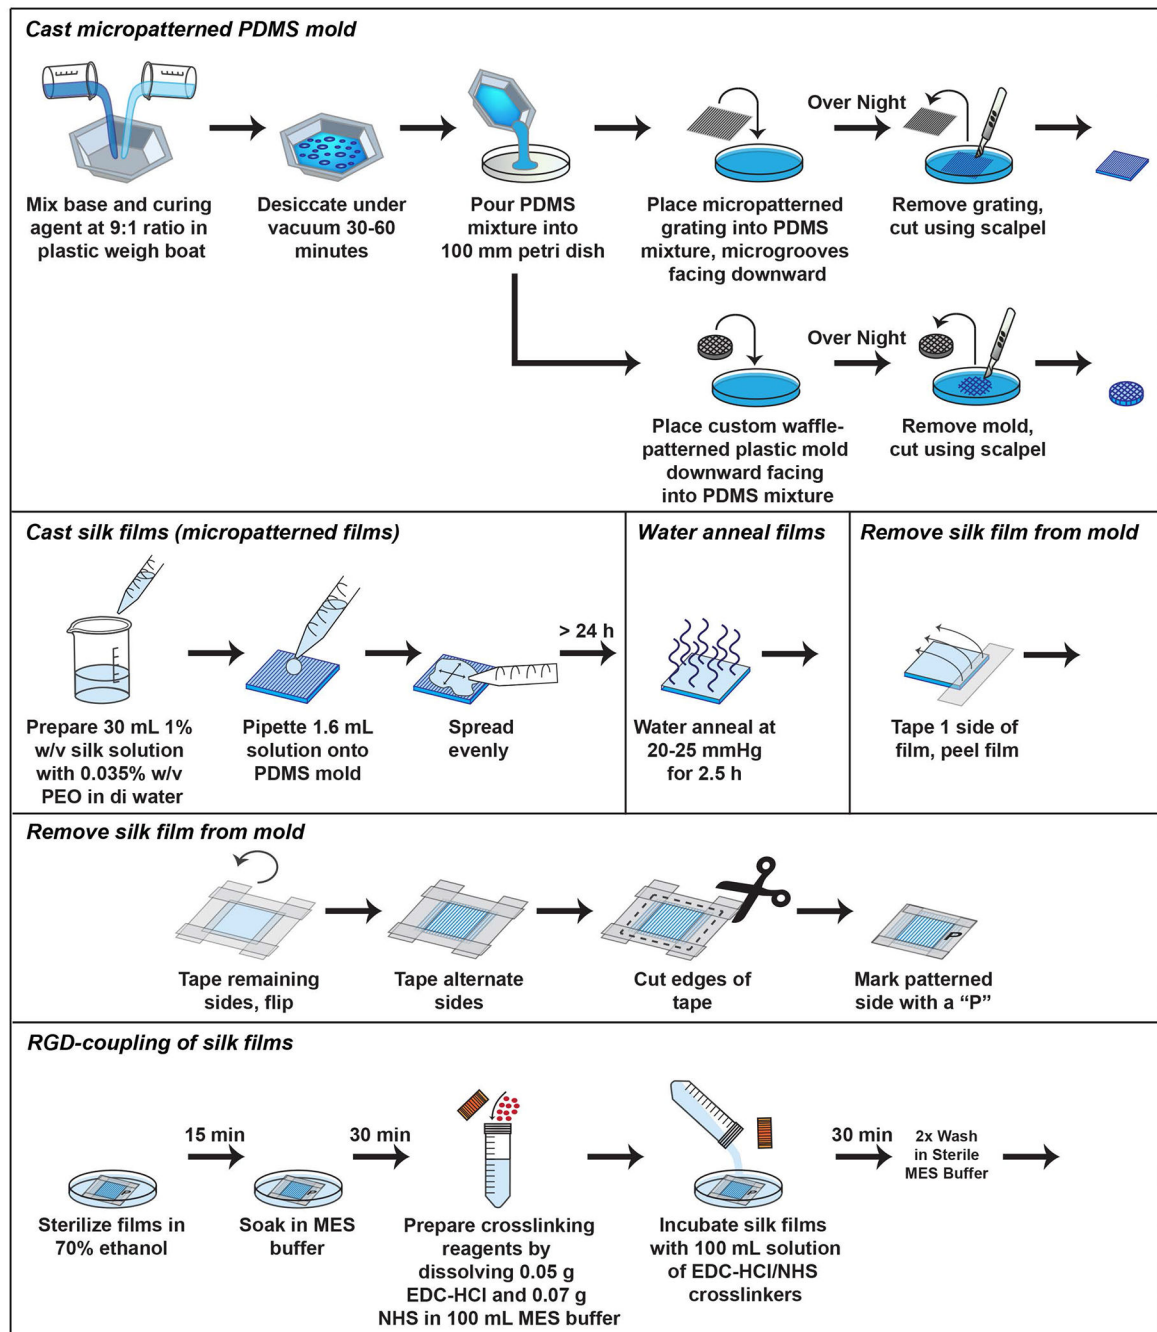 Cast micropatterned PDMS mold
Mix base and curing
agent at 9:1 ratio in
plastic weigh boat
Desiccate under
vacuum 30-60
minutes
Pour PDMS
mixture into
100 mm petri dish
Place micropatterned
grating into PDMS
mixture, microgrooves
facing downward
Over Night
Remove grating,
cut using scalpel
Place custom waffle-
patterned plastic mold
downward facing
into PDMS mixture
Over Night
Remove mold,
cut using scalpel
Cast silk films (micropatterned films)
Prepare 30 mL 1%
w/v silk solution
with 0.035% w/v
PEO in di water
Pipette 1.6 mL
solution onto
PDMS mold
Spread
evenly
> 24 h
Water anneal films
Water anneal at
20-25 mmHg
for 2.5 h
Remove silk film from mold
Tape 1 side of
film, peel film
Remove silk film from mold
Tape remaining
sides, flip
Tape alternate
sides
Cut edges of
tape
P
Mark patterned
side with a “P”
RGD-coupling of silk films
P
Sterilize films in
70% ethanol
15 min
P
Soak in MES
buffer
30 min
Prepare crosslinking
reagents by
dissolving 0.05 g
EDC-HCl and 0.07 g
NHS in 100 mL MES buffer
P
Incubate silk films
with 100 mL solution
of EDC-HCl/NHS
crosslinkers
30 min
2x Wash
in Sterile
MES Buffer